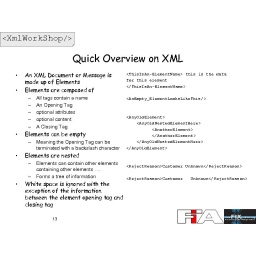 <XmlWorkShop/>
Quick Overview on XML
• An XML Document or Message is
made up of Elements
• Elements are composed of
– All tags contain a name
– An Opening Tag
– optional attributes
– optional content
– A Closing Tag
• Elements can be empty
– Meaning the Opening Tag can be
terminated with a backslash character
• Elements are nested
– Elements can contain other elements
containing other elements ….
– Forms a tree of information
• White space is ignored with the
exception of the information
between the element opening tag and
closing tag
<ThisIsAn-ElementName> this is the data
for this element
</ThisIsAn-ElementName>
<AnEmpty_ElementLooksLikeThis/>
<AnyOldElement>
<AnyOldNestedElementHere>
<AnotherElement>
</AnotherElement>
</AnyOldNestedElementHere>
</AnyOldElement>
<RejectReason>Customer Unknown</RejectReason>
<RejectReason>Customer Unknown</RejectReason>
13
FIA
FIX